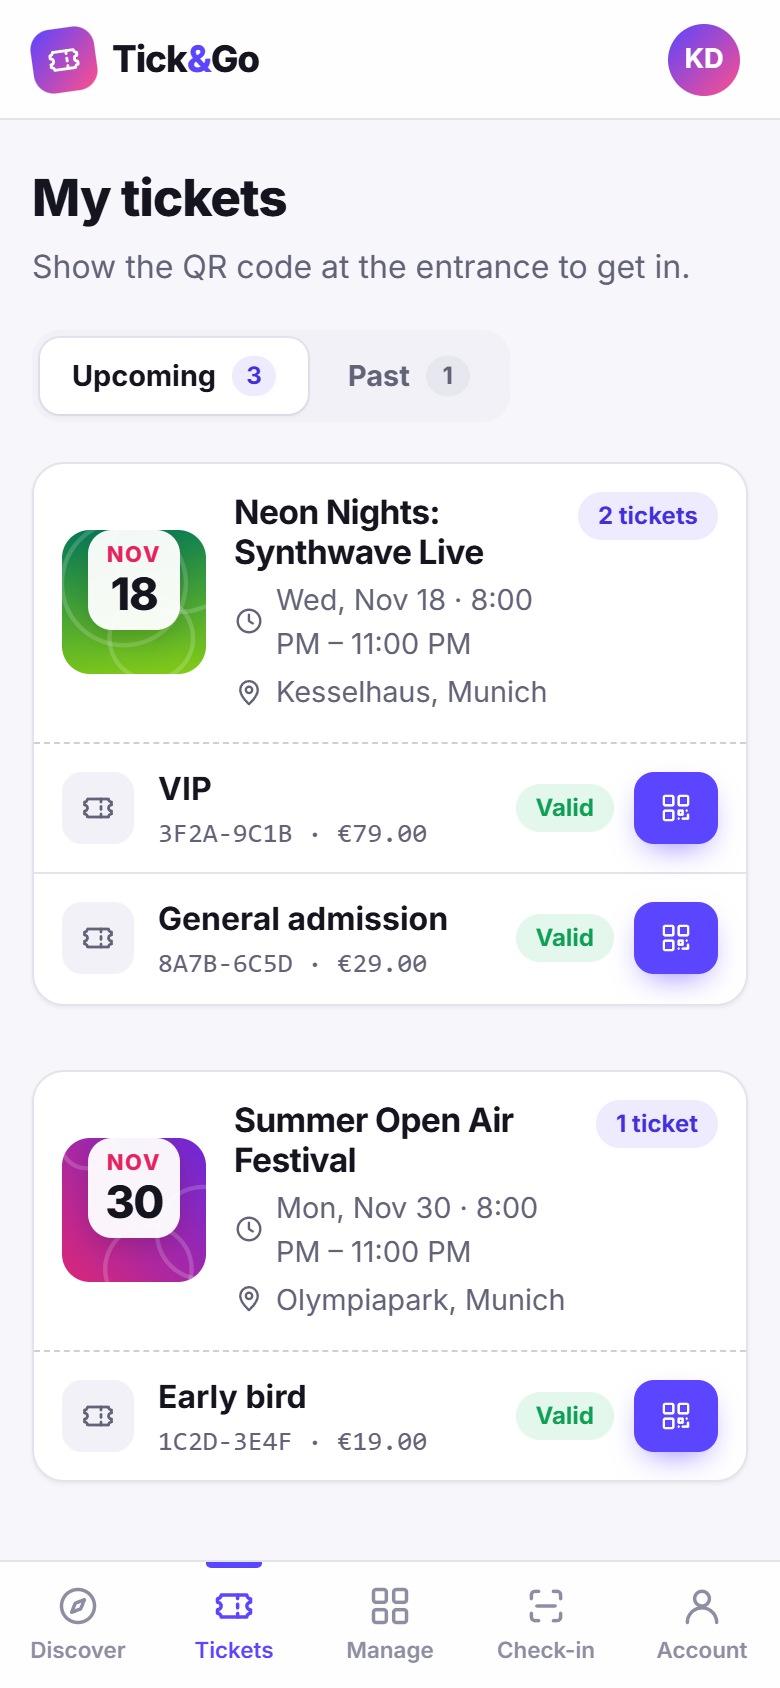 Tick&Go
KD
My tickets
Show the QR code at the entrance to get in.
Upcoming 3 Past 1
NOV
18
Neon Nights:
Synthwave Live
2 tickets
Wed, Nov 18 · 8:00
PM – 11:00 PM
Kesselhaus, Munich
VIP
3F2A-9C1B · €79.00
Valid
General admission
8A7B-6C5D · €29.00
Valid
NOV
30
Summer Open Air
Festival
1 ticket
Mon, Nov 30 · 8:00
PM – 11:00 PM
Olympiapark, Munich
Early bird
1C2D-3E4F · €19.00
Valid
Discover Tickets Manage Check-in Account